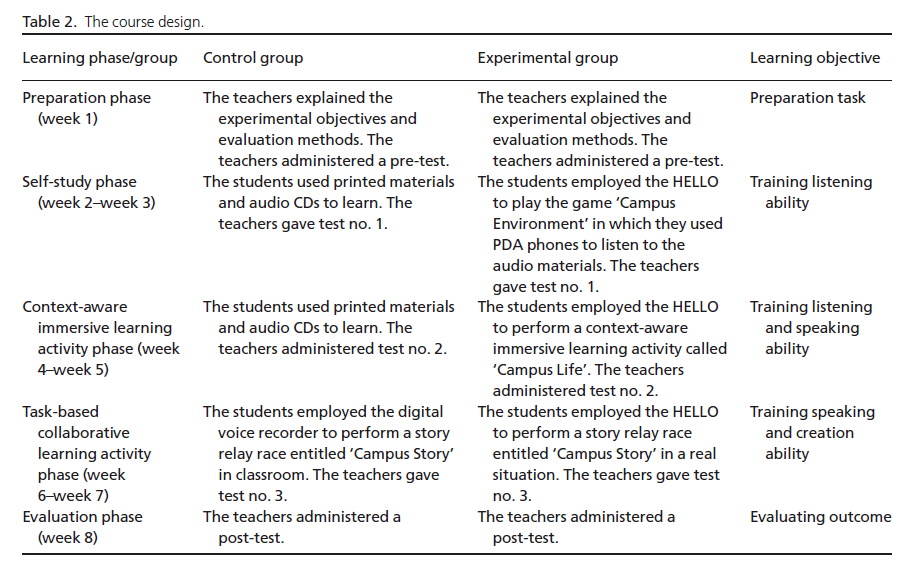 Table 2. The course design.
Learning phase/group Control group Experimental group Learning objective
Preparation phase The teachers explained the The teachers explained the Preparation task
(week 1) experimental objectives and experimental objectives and
evaluation methods. The evaluation methods. The
teachers administered a pre-test. teachers administered a pre-test.
Self-study phase The students used printed materials The students employed the HELLO Training listening
(week 2–week 3) and audio CDs to learn. The to play the game ‘Campus ability
teachers gave test no. 1. Environment’ in which they used
PDA phones to listen to the
audio materials. The teachers
gave test no. 1.
Context-aware The students used printed materials The students employed the HELLO Training listening
immersive learning and audio CDs to learn. The to perform a context-aware and speaking
activity phase (week teachers administered test no. 2. immersive learning activity called ability
4–week 5) ‘Campus Life’. The teachers
administered test no. 2.
Task-based The students employed the digital The students employed the HELLO Training speaking
collaborative voice recorder to perform a story to perform a story relay race and creation
learning activity relay race entitled ‘Campus Story’ entitled ‘Campus Story’ in a real ability
phase (week in classroom. The teachers gave situation. The teachers gave test
6–week 7) test no. 3. no. 3.
Evaluation phase The teachers administered a The teachers administered a Evaluating outcome
(week 8) post-test. post-test.